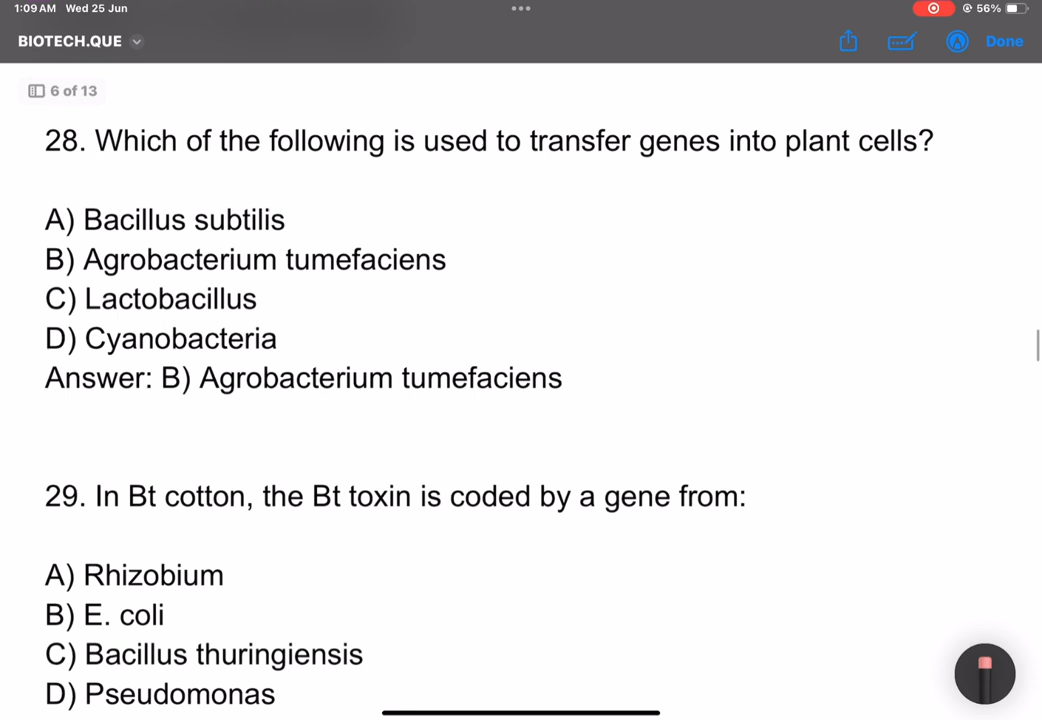 1:09 AM Wed 25 Jun
56%
BIOTECH.QUE
Done
6 of 13
28. Which of the following is used to transfer genes into plant cells?
A) Bacillus subtilis
B) Agrobacterium tumefaciens
C) Lactobacillus
D) Cyanobacteria
Answer: B) Agrobacterium tumefaciens
29. In Bt cotton, the Bt toxin is coded by a gene from:
A) Rhizobium
B) E. coli
C) Bacillus thuringiensis
D) Pseudomonas